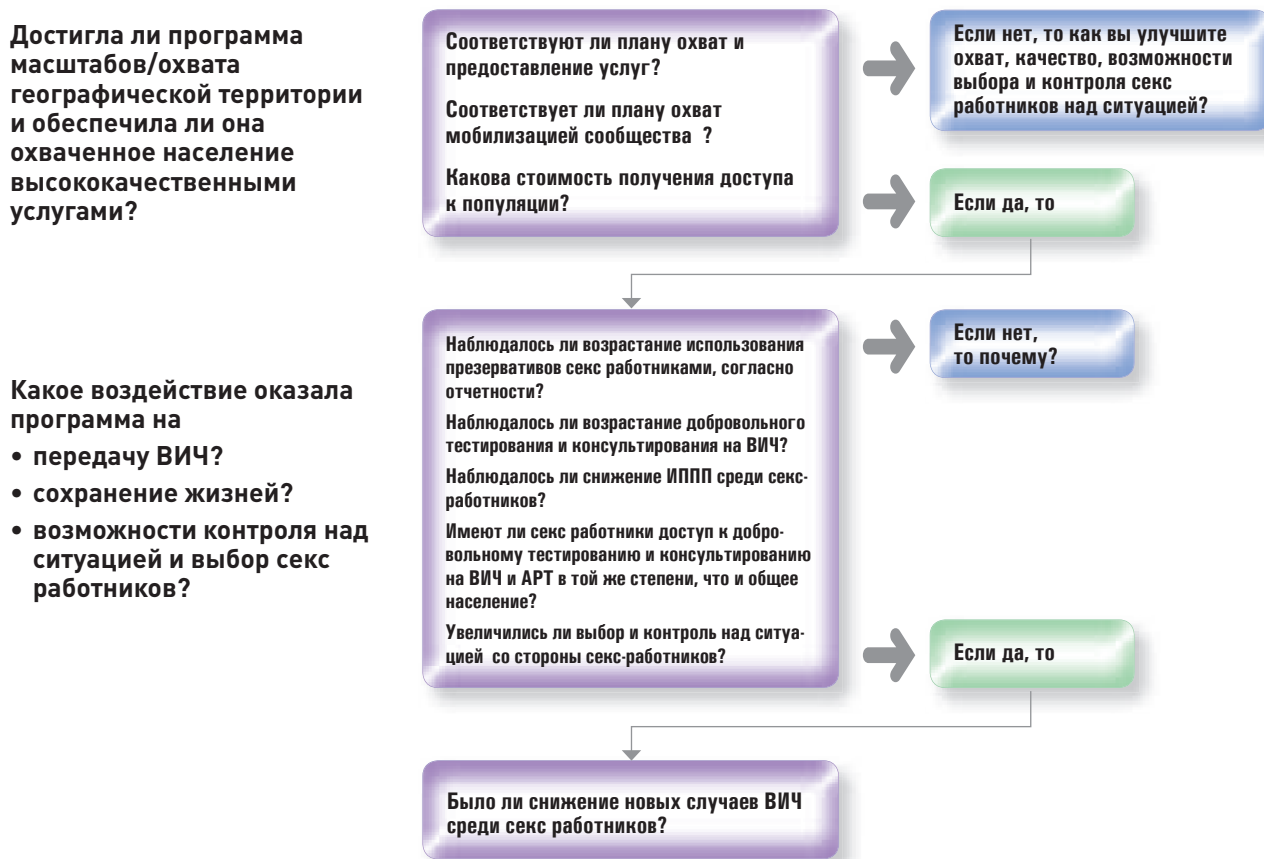 Достигла ли программа
масштабов/охвата
географической территории
и обеспечила ли она
охваченное население
высококачественными
услугами?
Соответствуют ли плану охват и
предоставление услуг?
Соответствует ли плану охват
мобилизацией сообщества ?
Какова стоимость получения доступа
к популяции?
Если нет, то как вы улучшите
охват, качество, возможности
выбора и контроля секс
работников над ситуацией?
Если да, то
Какое воздействие оказала
программа на
• передачу ВИЧ?
• сохранение жизней?
• возможности контроля над
ситуацией и выбор секс
работников?
Наблюдалось ли возрастание использования
презервативов секс работниками, согласно
отчетности?
Наблюдалось ли возрастание добровольного
тестирования и консультирования на ВИЧ?
Наблюдалось ли снижение ИППП среди секс-
работников?
Имеют ли секс работники доступ к добро-
вольному тестированию и консультированию
на ВИЧ и АРТ в той же степени, что и общее
население?
Увеличились ли выбор и контроль над ситуа-
цией со стороны секс-работников?
Если нет,
то почему?
Если да, то
Было ли снижение новых случаев ВИЧ
среди секс работников?